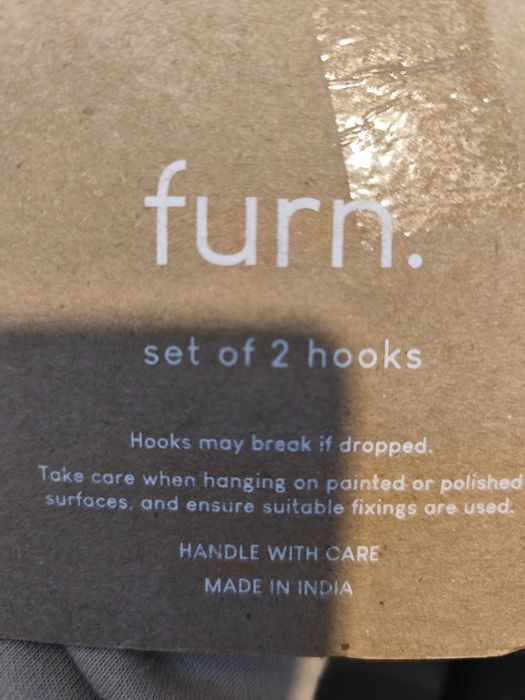 furn.
set of 2 hooks
Hooks may break if dropped.
Take care when hanging on painted or polished
surfaces, and ensure suitable fixings are used.
HANDLE WITH CARE
MADE IN INDIA